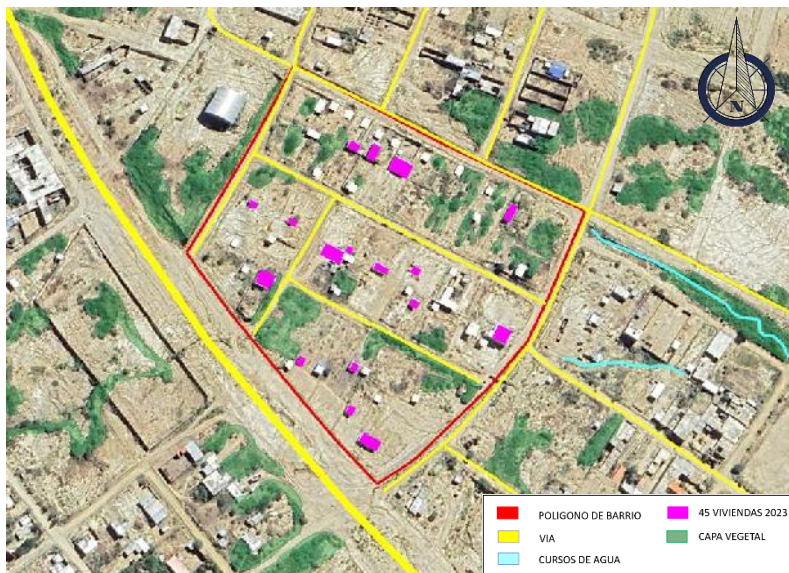 N
POLIGONO DE BARRIO
45 VIVIENDAS 2023
VIA
CAPA VEGETAL
CURSOS DE AGUA